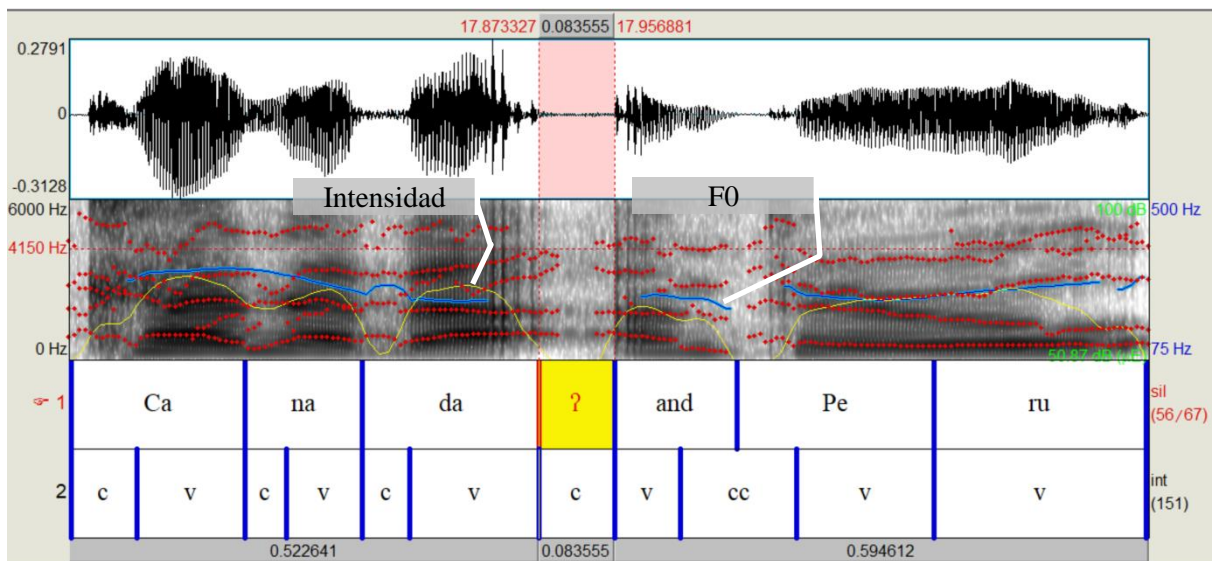 17.873327 0.083555 17.956881
0.2791
0
-0.3128
Intensidad F0
6000 Hz 100 dB 500 Hz
4150 Hz
0 Hz 50.87 dB (µE) 75 Hz
☞ 1 Ca na da ʔ and Pe ru sil
(56/67)
2 c v c v c v c v cc v v int
(151)
0.522641 0.083555 0.594612